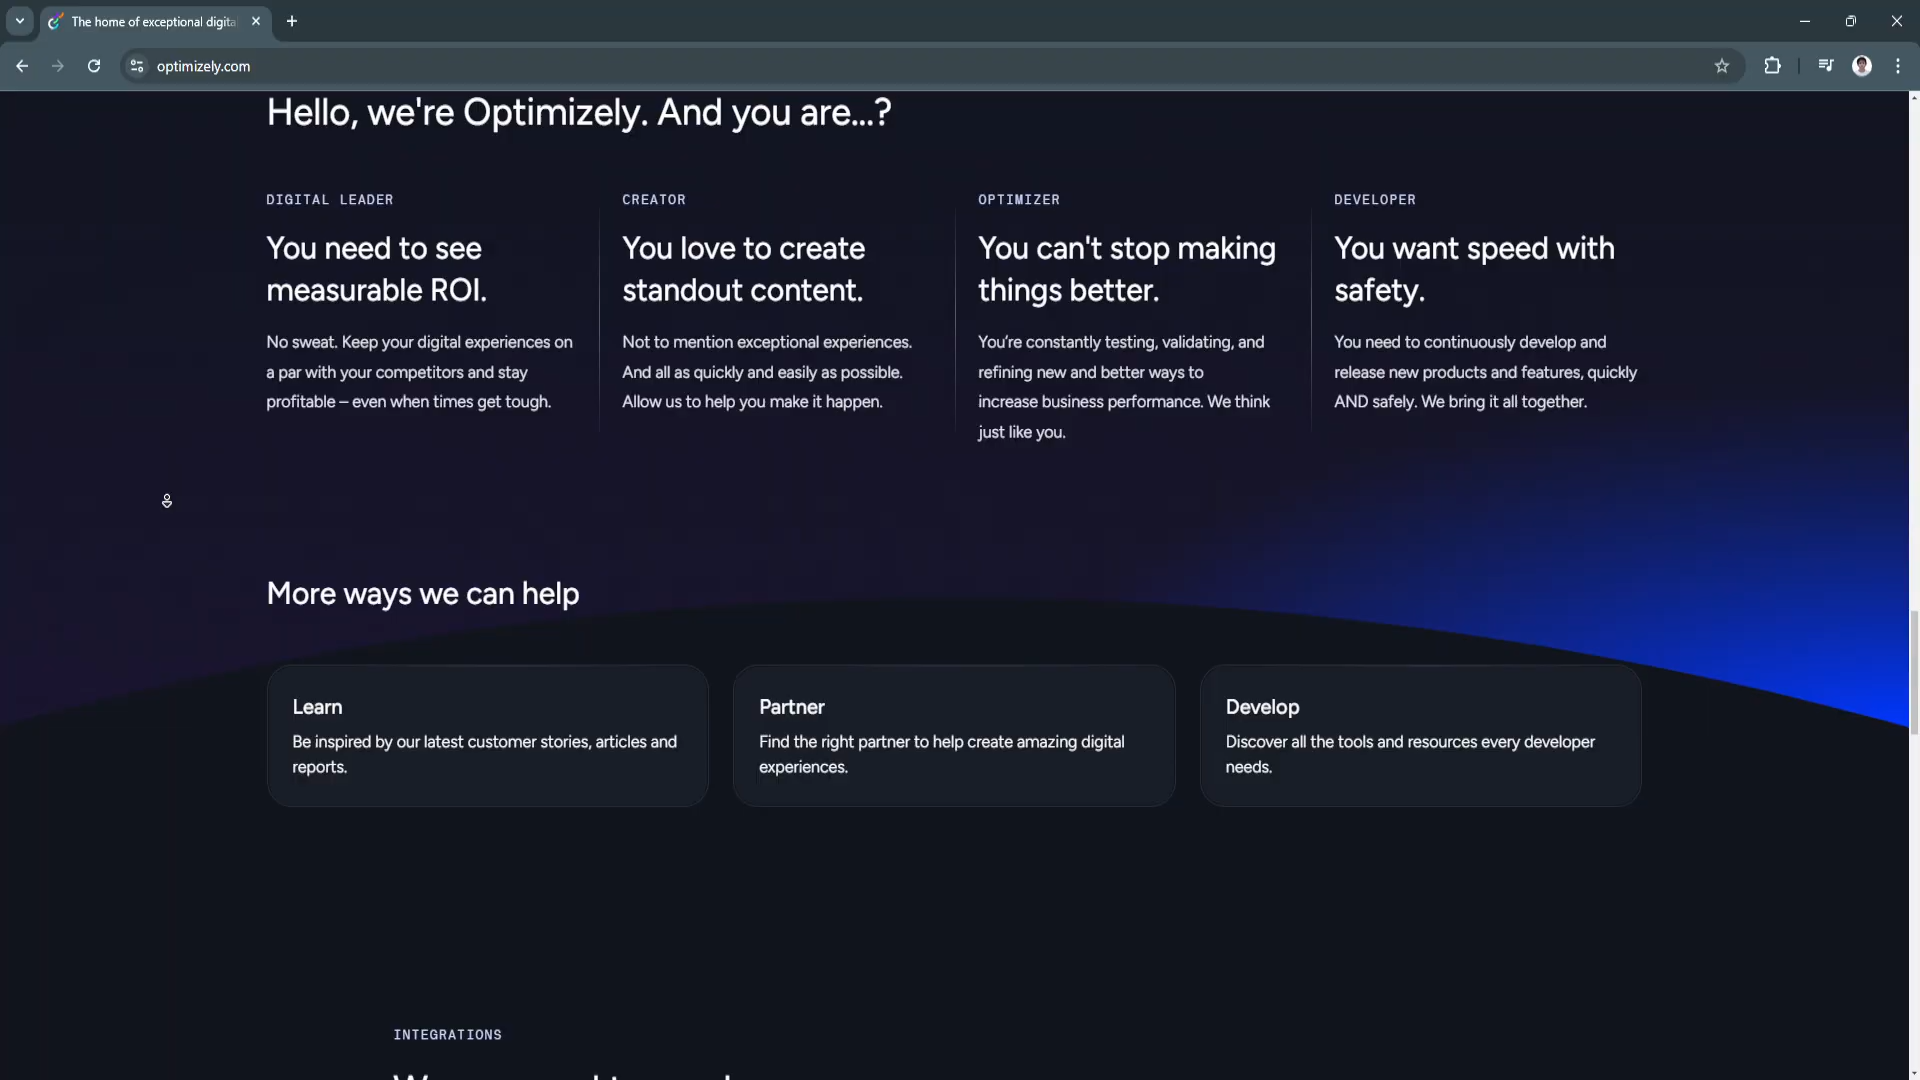 The home of exceptional digita
optimizely.com
Hello, we're Optimizely. And you are...?
DIGITAL LEADER
You need to see
measurable ROI.
No sweat. Keep your digital experiences on
a par with your competitors and stay
profitable – even when times get tough.
CREATOR
You love to create
standout content.
Not to mention exceptional experiences.
And all as quickly and easily as possible.
Allow us to help you make it happen.
OPTIMIZER
You can't stop making
things better.
You’re constantly testing, validating, and
refining new and better ways to
increase business performance. We think
just like you.
DEVELOPER
You want speed with
safety.
You need to continuously develop and
release new products and features, quickly
AND safely. We bring it all together.
More ways we can help
Learn
Be inspired by our latest customer stories, articles and
reports.
Partner
Find the right partner to help create amazing digital
experiences.
Develop
Discover all the tools and resources every developer
needs.
INTEGRATIONS